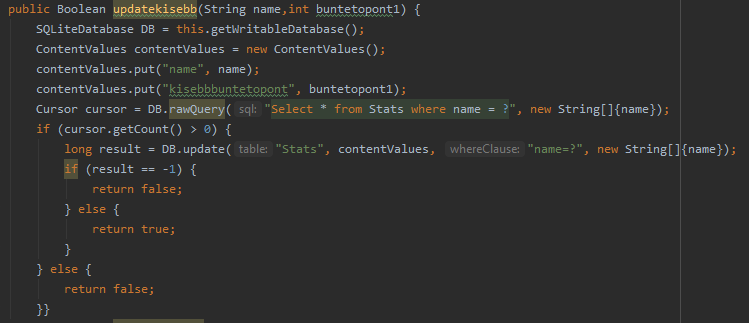 public Boolean updatekisebb(String name,int buntetopont1) {
SQLiteDatabase DB = this.getWritableDatabase();
ContentValues contentValues = new ContentValues();
contentValues.put("name", name);
contentValues.put("kisebbbuntetopont", buntetopont1);
Cursor cursor = DB.rawQuery( sql: "Select * from Stats where name = ?", new String[]{name});
if (cursor.getCount() > 0) {
long result = DB.update( table: "Stats", contentValues, whereClause: "name=?", new String[]{name});
if (result == -1) {
return false;
} else {
return true;
}
} else {
return false;
}}